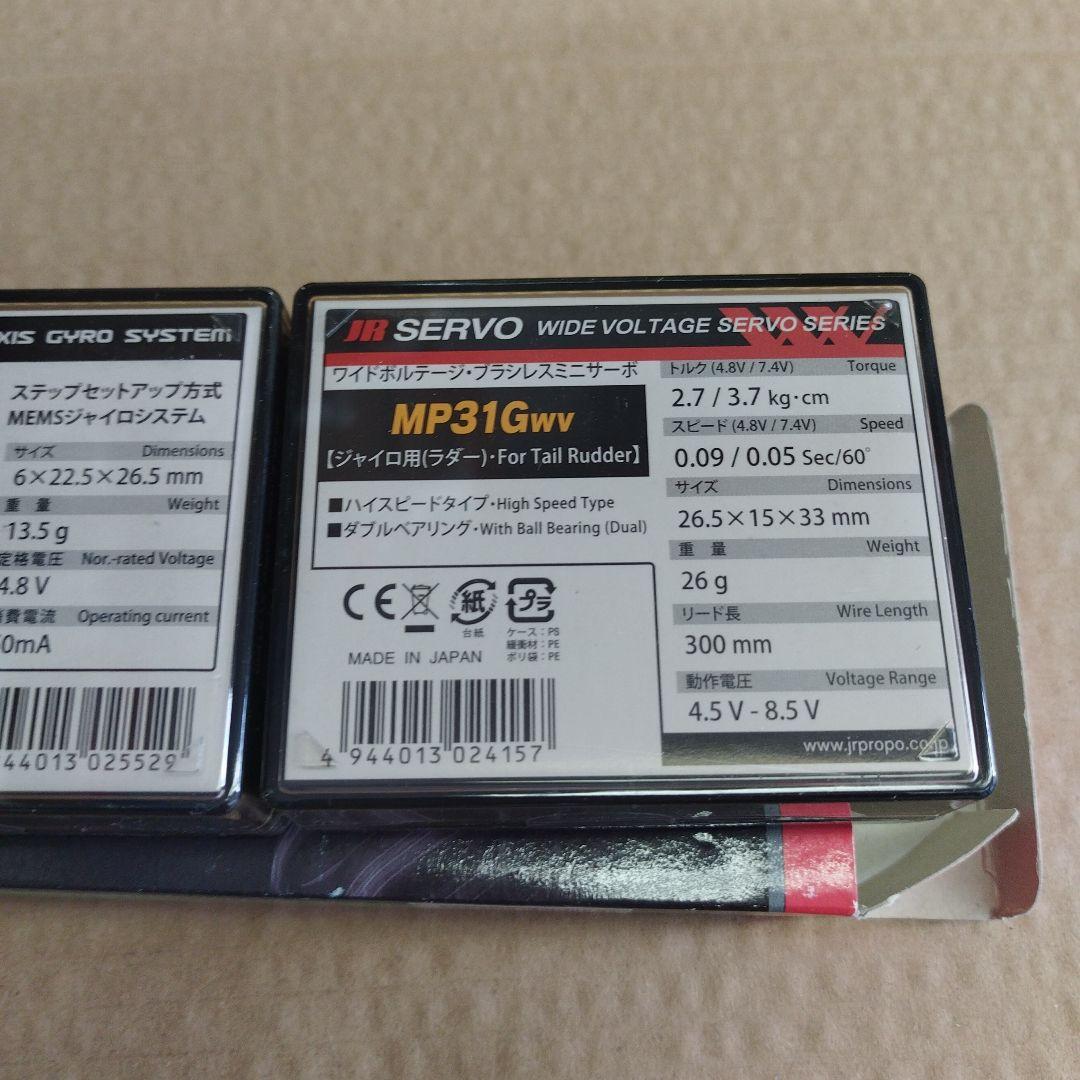 XIS GYRO SYSTEM
ステップセットアップ方式
MEMSジャイロシステム
サイズ Dimensions
6×22.5×26.5 mm
重 量 Weight
13.5 g
定格電圧 Nor.-rated Voltage
4.8 V
消費電流 Operating current
0mA
44013 025529
JR SERVO WIDE VOLTAGE SERVO SERIES
ワイドボルテージ・ブラシレスミニサーボ
MP31Gwv
【ジャイロ用(ラダー)・For Tail Rudder】
■ハイスピードタイプ・High Speed Type
■ダブルベアリング・With Ball Bearing (Dual)
CE 紙 プラ
台紙
ケース : PS
緩衝材 : PE
ポリ袋 : PE
MADE IN JAPAN
4 944013 024157
トルク (4.8V / 7.4V) Torque
2.7 / 3.7 kg·cm
スピード (4.8V / 7.4V) Speed
0.09 / 0.05 Sec/60°
サイズ Dimensions
26.5×15×33 mm
重 量 Weight
26 g
リード長 Wire Length
300 mm
動作電圧 Voltage Range
4.5 V - 8.5 V
www.jrpropo.co.jp